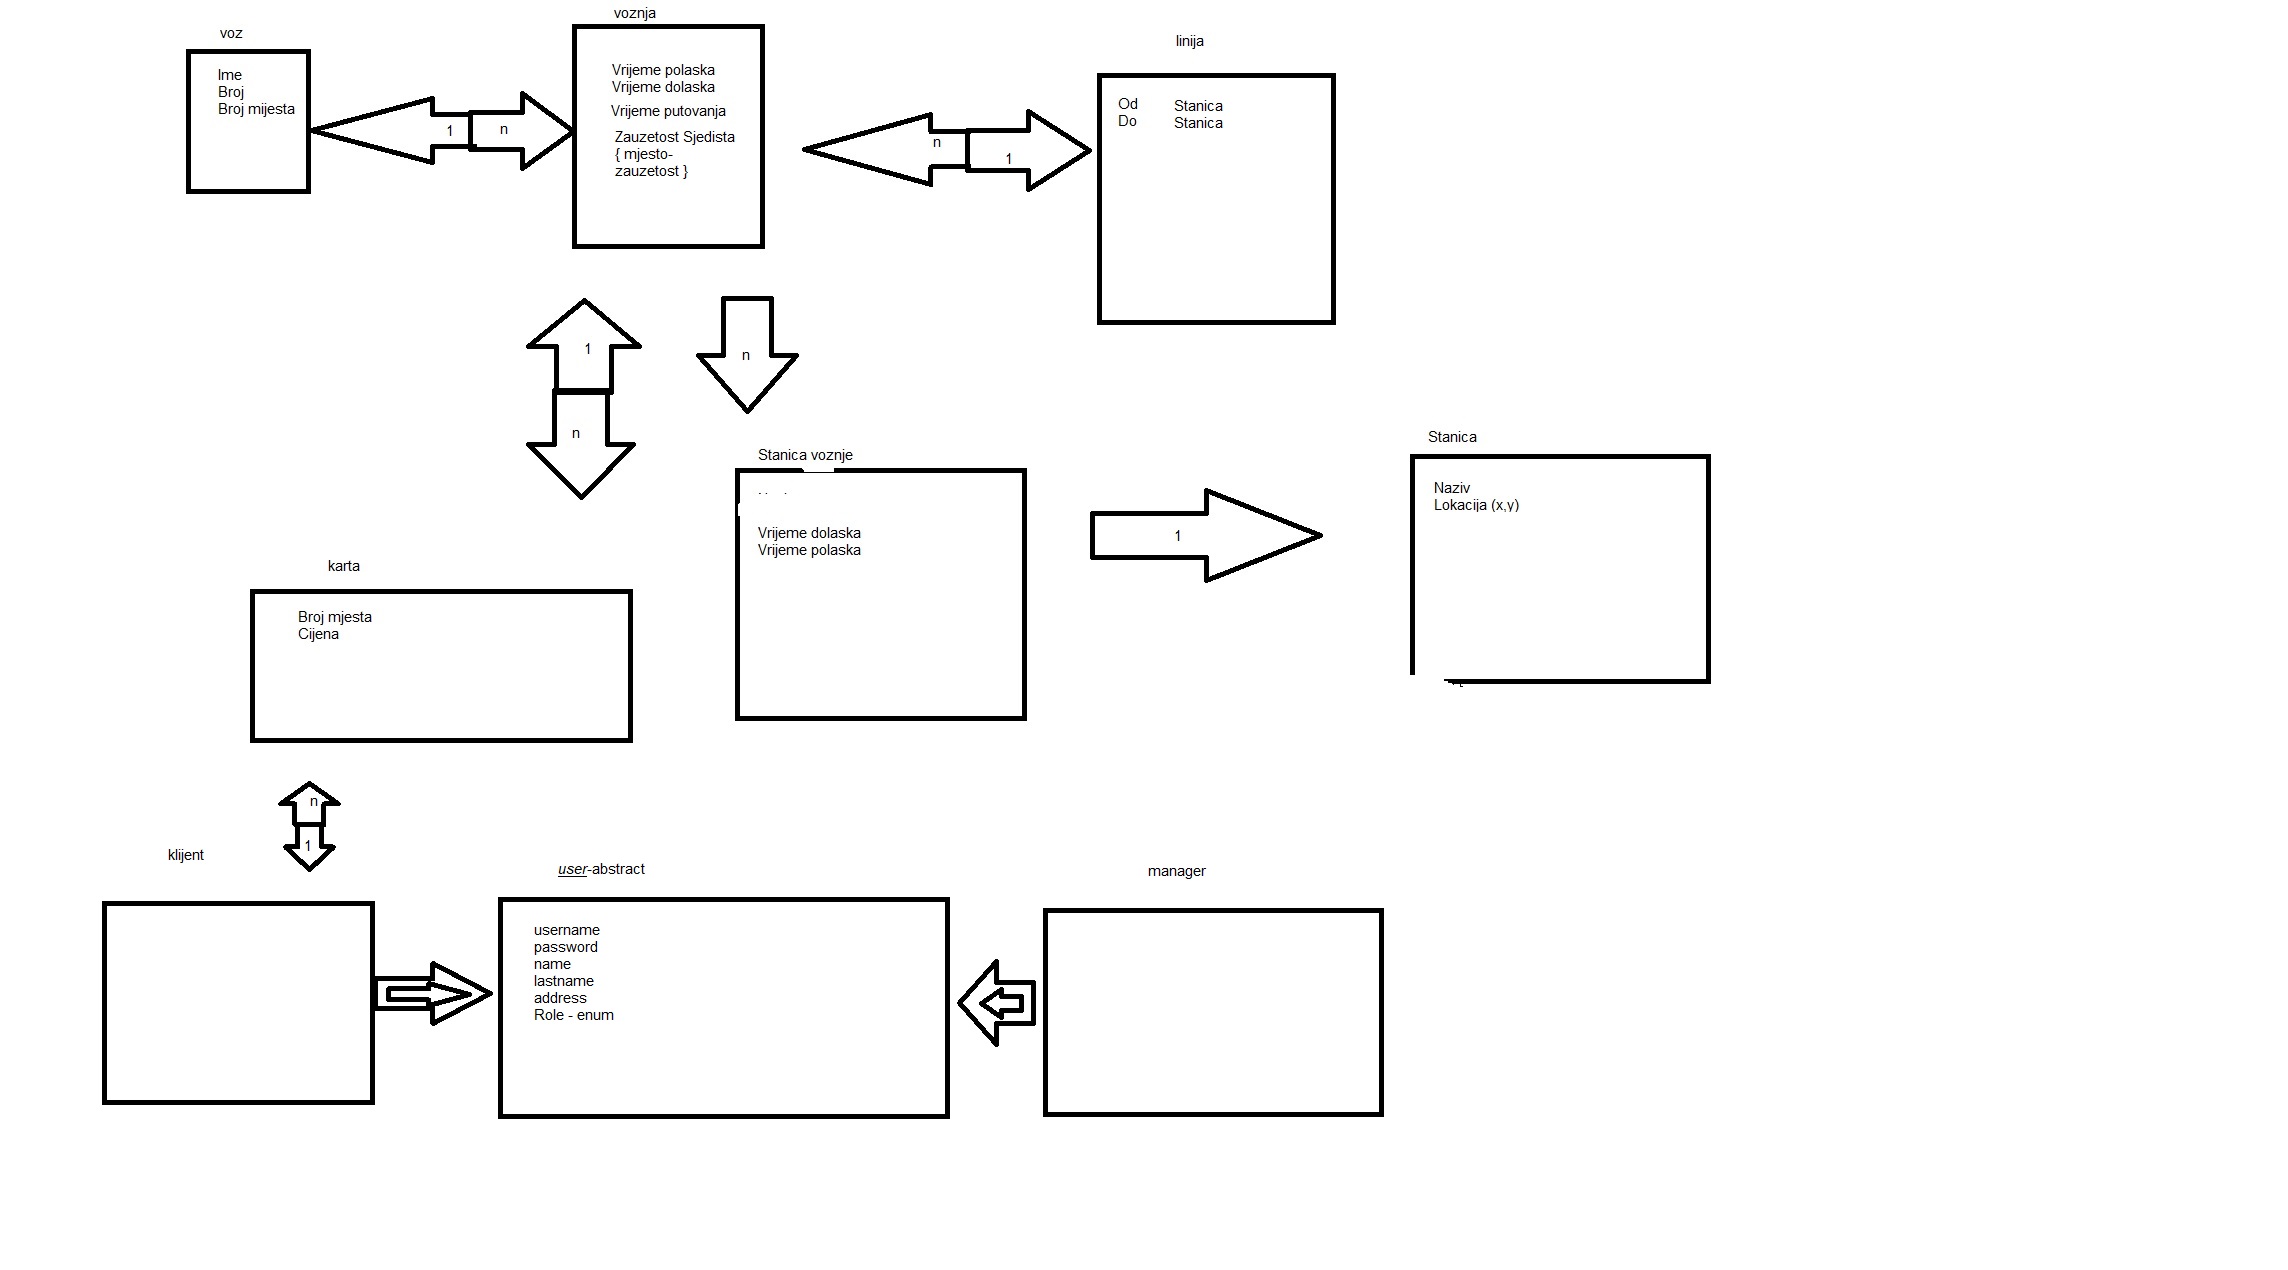 voz
Ime
Broj
Broj mijesta
1
n
voznja
Vrijeme polaska
Vrijeme dolaska
Vrijeme putovanja
Zauzetost Sjedista
{ mjesto-
zauzetost }
n
1
linija
Od Stanica
Do Stanica
1
n
n
Stanica voznje
Vrijeme dolaska
Vrijeme polaska
1
Stanica
Naziv
Lokacija (x,y)
karta
Broj mjesta
Cijena
n
1
klijent
user-abstract
username
password
name
lastname
address
Role - enum
manager